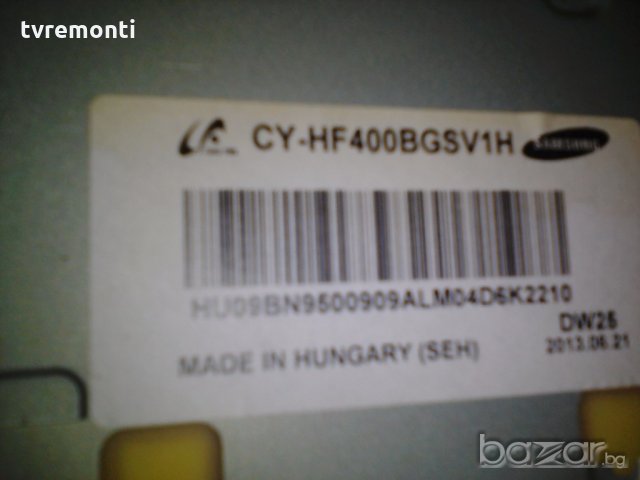 tvremonti
CY-HF400BGSV1H
SAMSUNG
HU09BN9500909ALM04D6K2210
DW25
2013.06.21
MADE IN HUNGARY (SEH)
bazar.bg